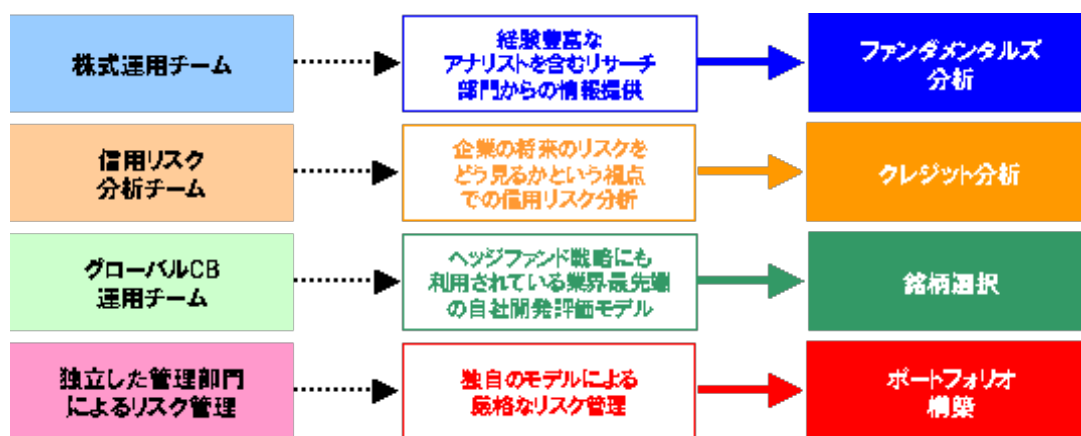 株式運用チーム
経験豊富な
アナリストを含むリサーチ
部門からの情報提供
ファンダメンタルズ
分析
信用リスク
分析チーム
企業の将来のリスクを
どう見るかという視点
での信用リスク分析
クレジット分析
グローバルCB
運用チーム
ヘッジファンド戦略にも
利用されている業界最先端
の自社開発評価モデル
銘柄選択
独立した管理部門
によるリスク管理
独自のモデルによる
厳格なリスク管理
ポートフォリオ
構築